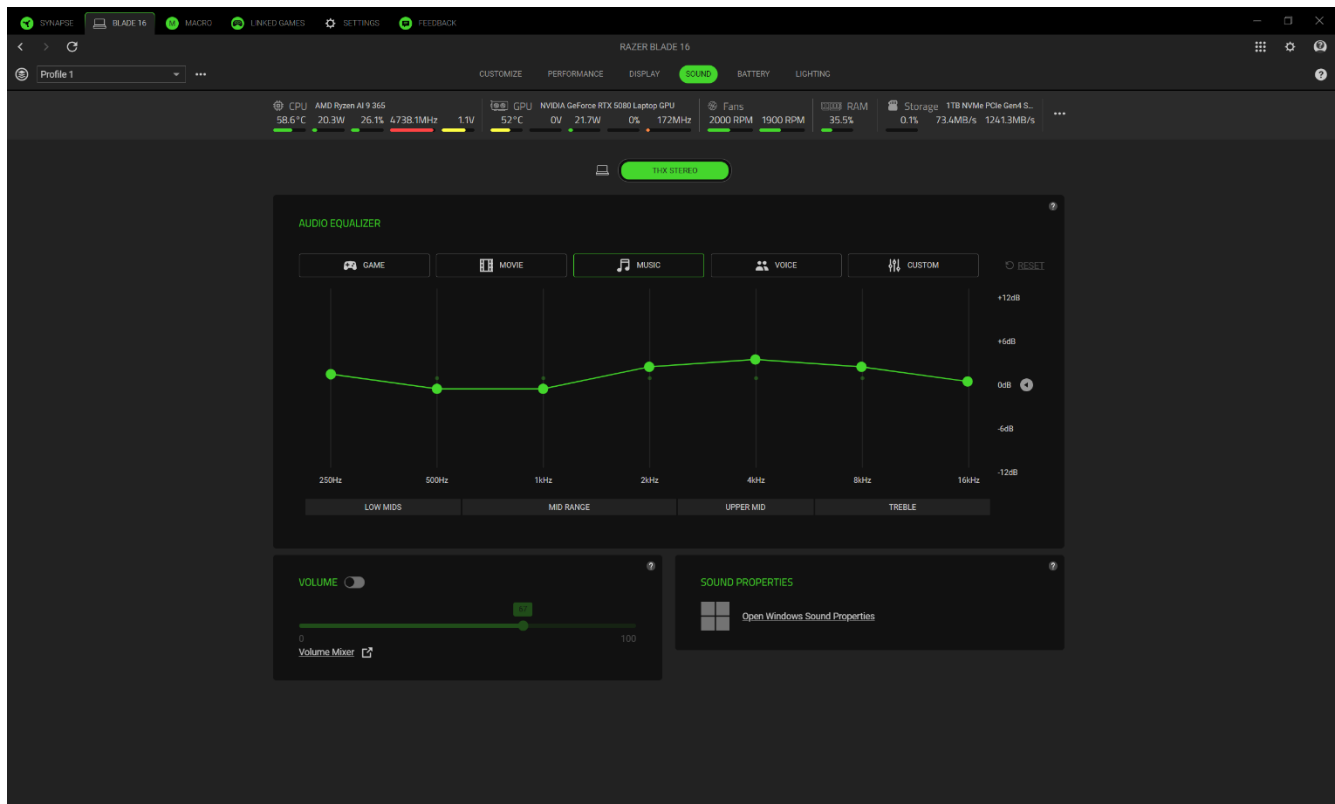 SYNAPSE BLADE 16 M MACRO LINKED GAMES SETTINGS FEEDBACK
RAZER BLADE 16
Profile 1 CUSTOMIZE PERFORMANCE DISPLAY SOUND BATTERY LIGHTING ?
CPU AMD Ryzen AI 9 365 GPU NVIDIA GeForce RTX 5080 Laptop GPU Fans RAM Storage 1TB NVMe PCIe Gen4 S...
58.6°C 20.3W 26.1% 4738.1MHz 1.1V 52°C 0V 21.7W 0% 172MHz 2000 RPM 1900 RPM 35.5% 0.1% 73.4MB/s 1241.3MB/s
THX STEREO
?
AUDIO EQUALIZER
GAME MOVIE MUSIC VOICE CUSTOM RESET
+12dB
+6dB
0dB
-6dB
-12dB
250Hz 500Hz 1kHz 2kHz 4kHz 8kHz 16kHz
LOW MIDS MID RANGE UPPER MID TREBLE
? ?
VOLUME SOUND PROPERTIES
67
Open Windows Sound Properties
0 100
Volume Mixer